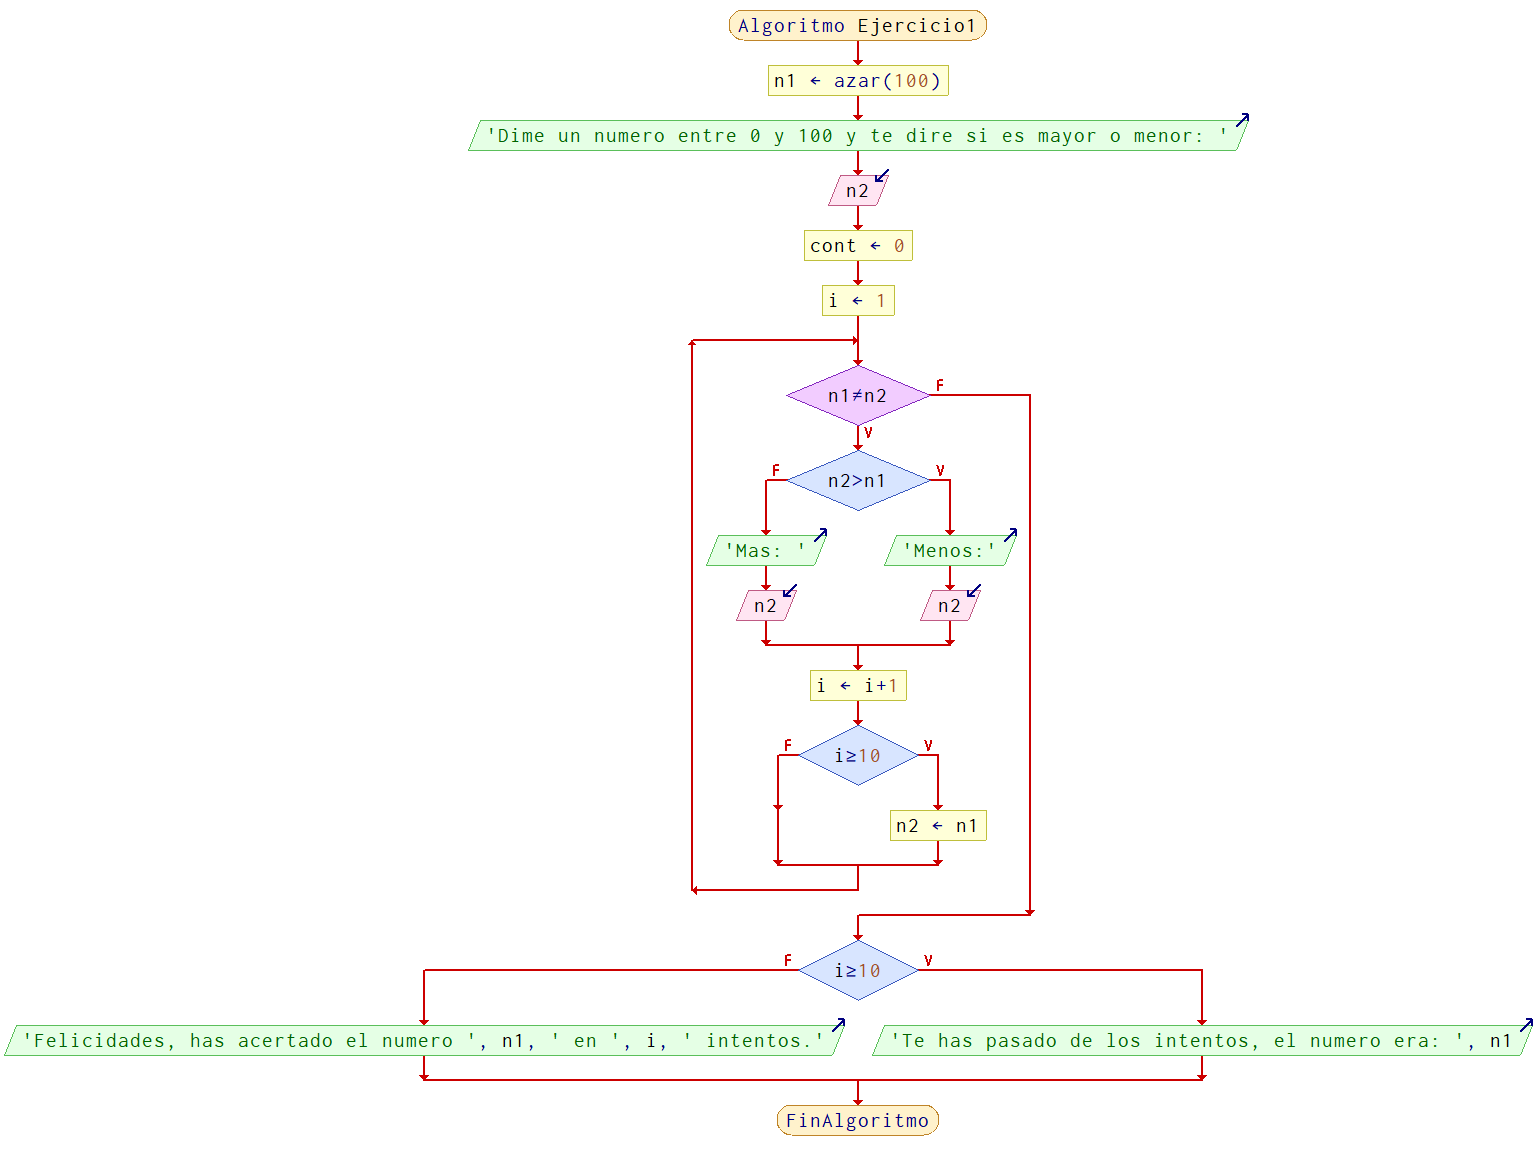 Algoritmo Ejercicio1
n1 ← azar(100)
'Dime un numero entre 0 y 100 y te dire si es mayor o menor: '
n2
cont ← 0
i ← 1
n1≠n2
F
V
n2>n1
F
V
'Mas: '
'Menos:'
n2
n2
i ← i+1
i≥10
F
V
n2 ← n1
i≥10
F
V
'Felicidades, has acertado el numero ', n1, ' en ', i, ' intentos.'
'Te has pasado de los intentos, el numero era: ', n1
FinAlgoritmo